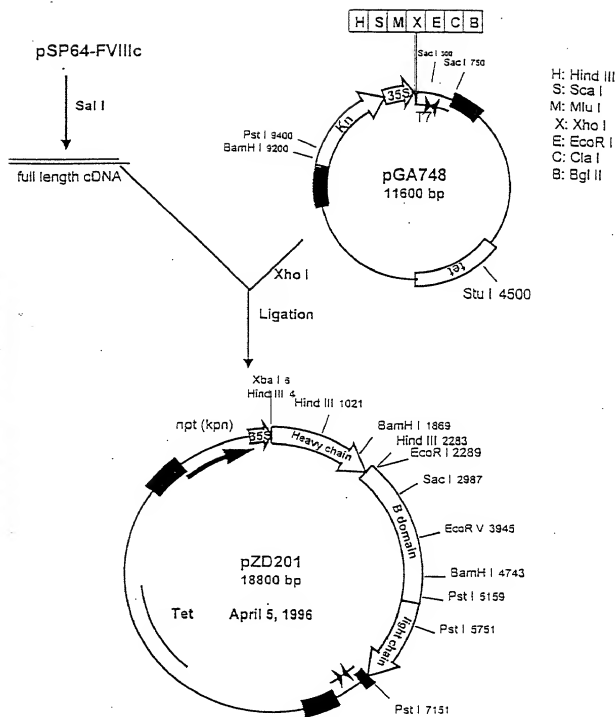 H S M X E C B
pSP64-FVIIIc
Sal I
full length cDNA
Sac I 300
Sac I 750
35S
T7
Kn
Pst I 9400
BamH I 9200
pGA748
11600 bp
tet
Stu I 4500
H: Hind III
S: Sca I
M: Mlu I
X: Xho I
E: EcoR I
C: Cla I
B: Bgl II
Xho I
Ligation
Xba I 6
Hind III 4
Hind III 1021
npt (kpn)
35S
Heavy chain
BamH I 1869
Hind III 2283
EcoR I 2289
Sac I 2987
B domain
EcoR V 3945
pZD201
18800 bp
BamH I 4743
Pst I 5159
Tet April 5, 1996
Pst I 5751
light chain
Pst I 7151